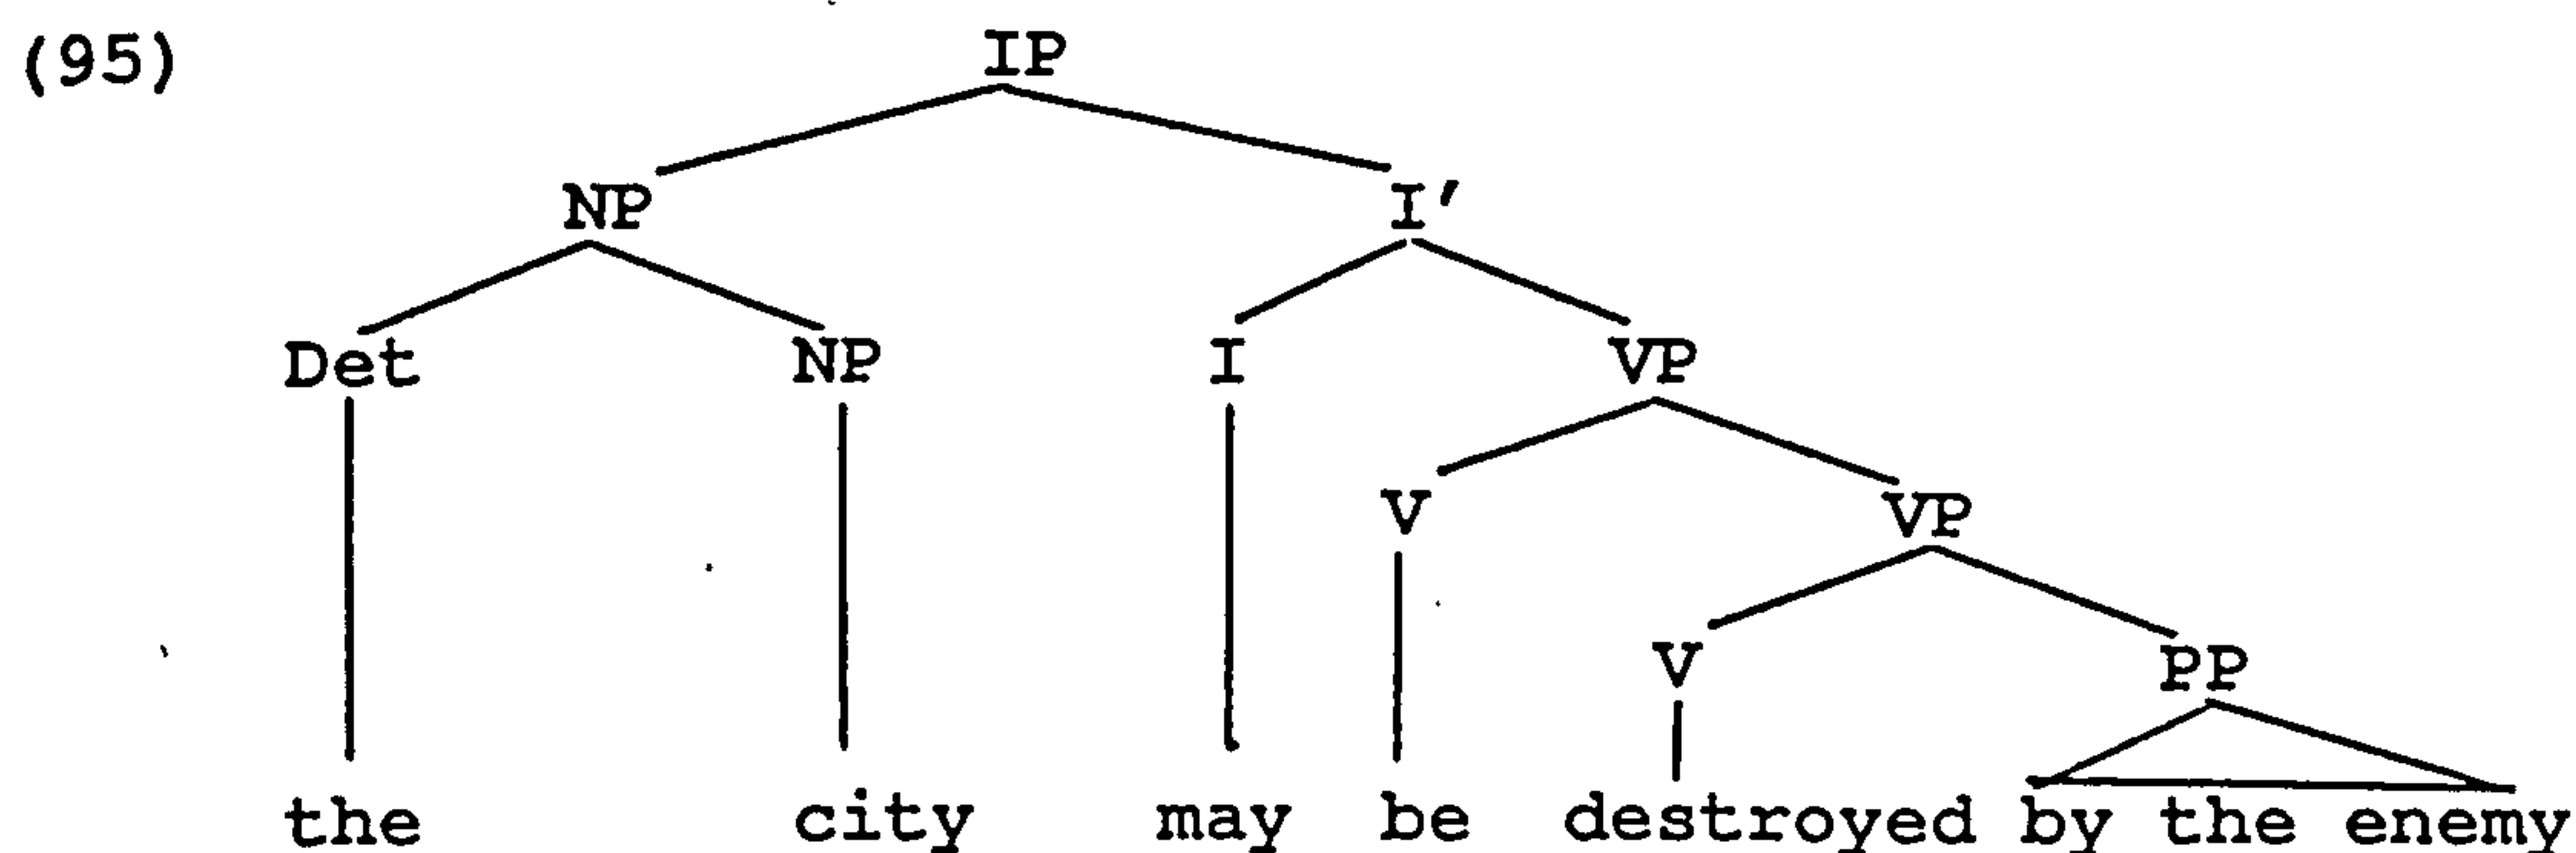 (95) IP
NP I'
Det NP I VP
V VP
V PP
the city may be destroyed by the enemy